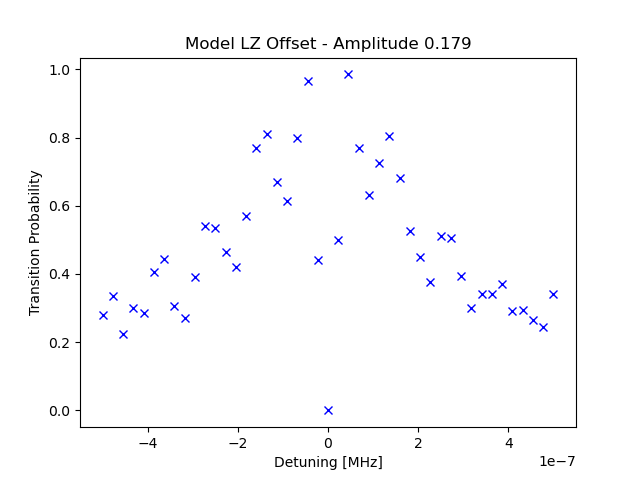 Model LZ Offset - Amplitude 0.179
1.0
0.8
0.6
0.4
0.2
0.0
Transition Probability
−4
−2
0
2
4
1e−7
Detuning [MHz]